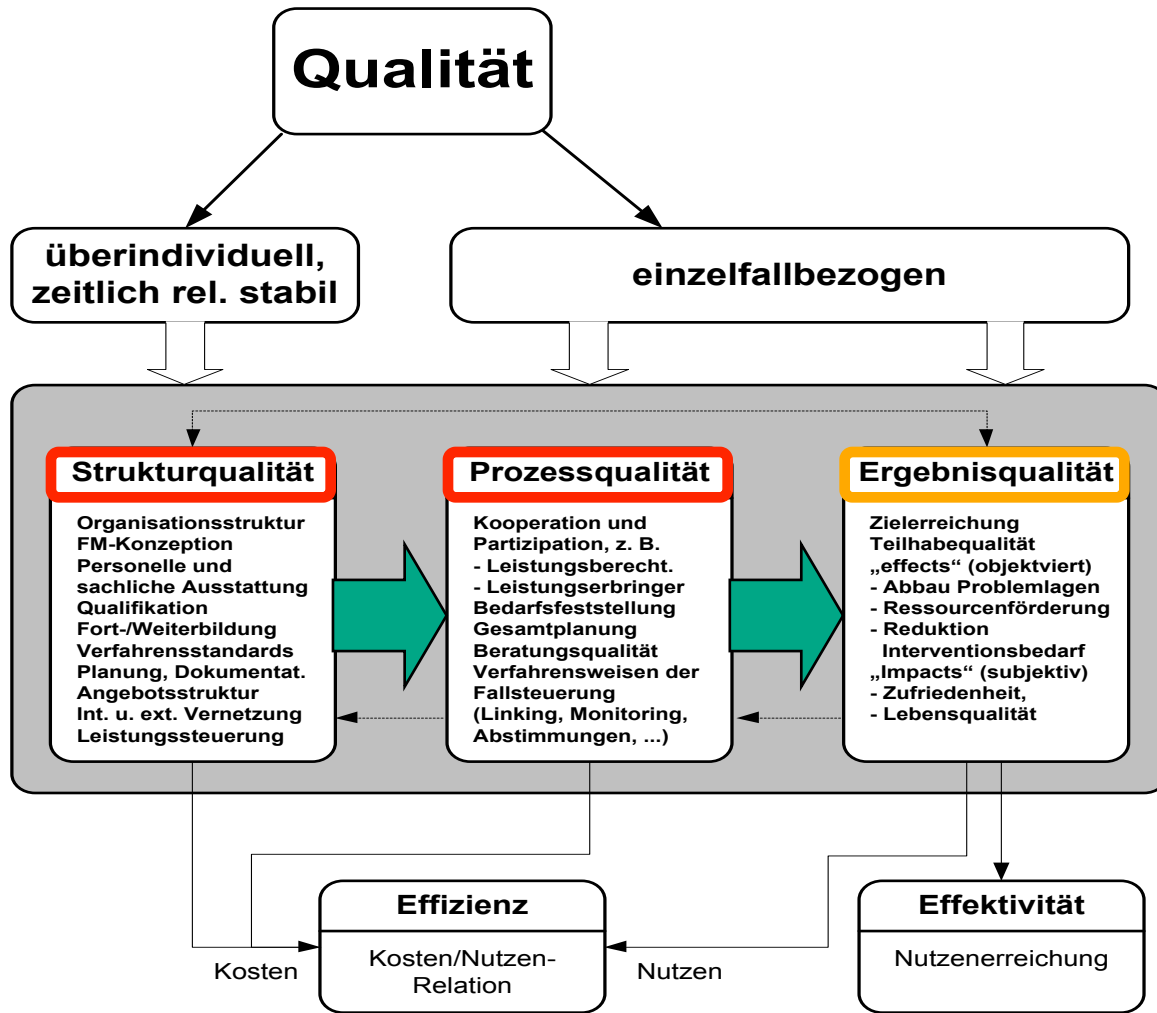 Qualität
überindividuell,
zeitlich rel. stabil
einzelfallbezogen
Strukturqualität
Organisationsstruktur
FM-Konzeption
Personelle und
sachliche Ausstattung
Qualifikation
Fort-/Weiterbildung
Verfahrensstandards
Planung, Dokumentat.
Angebotsstruktur
Int. u. ext. Vernetzung
Leistungssteuerung
Prozessqualität
Kooperation und
Partizipation, z. B.
- Leistungsberecht.
- Leistungserbringer
Bedarfsfeststellung
Gesamtplanung
Beratungsqualität
Verfahrensweisen der
Fallsteuerung
(Linking, Monitoring,
Abstimmungen, ...)
Ergebnisqualität
Zielerreichung
Teilhabequalität
„effects“ (objektviert)
- Abbau Problemlagen
- Ressourcenförderung
- Reduktion
Interventionsbedarf
„Impacts“ (subjektiv)
- Zufriedenheit,
- Lebensqualität
Kosten
Effizienz
Kosten/Nutzen-
Relation
Nutzen
Effektivität
Nutzenerreichung